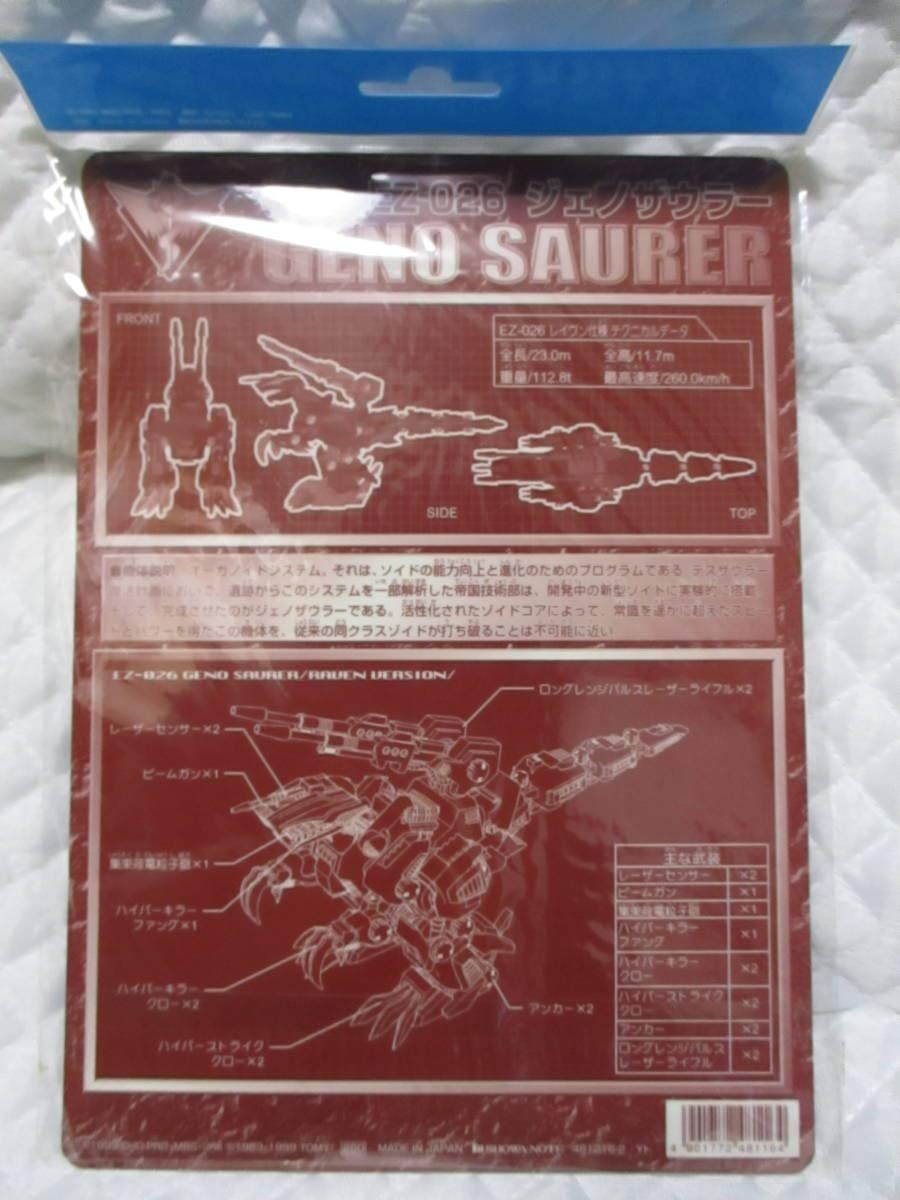 EZ-026 ジェノザウラー
GENO SAURER
FRONT
SIDE
TOP
EZ-026 レイヴン仕様 テクニカルデータ
全長/23.0m 全高/11.7m
重量/112.8t 最高速度/260.0km/h
オーガノイドシステム。それは、ゾイドの能力向上と進化のためのプログラムである。デスザウラー
において、遺跡からこのシステムを一部解析した帝国技術部は、開発中の新型ゾイドに実験的に搭載
完成させたのがジェノザウラーである。活性化されたゾイドコアによって、常識を遥かに超えたスピー
ドとパワーを得たこの機体を、従来の同クラスゾイドが打ち破ることは不可能に近い
EZ-026 GENO SAURER/RAVEN VERSION/
ロングレンジパルスレーザーライフル×2
レーザーセンサー×2
ビームガン×1
集束荷電粒子砲×1
ハイパーキラー
ファング×1
ハイパーキラー
クロー×2
ハイパーストライク
クロー×2
アンカー×2
主な武装
レーザーセンサー ×2
ビームガン ×1
集束荷電粒子砲 ×1
ハイパーキラー
ファング ×1
ハイパーキラー
クロー ×2
ハイパーストライク
クロー ×2
アンカー ×2
ロングレンジパルス
レーザーライフル ×2
MADE IN JAPAN SHOWA NOTE
4 901772 481164